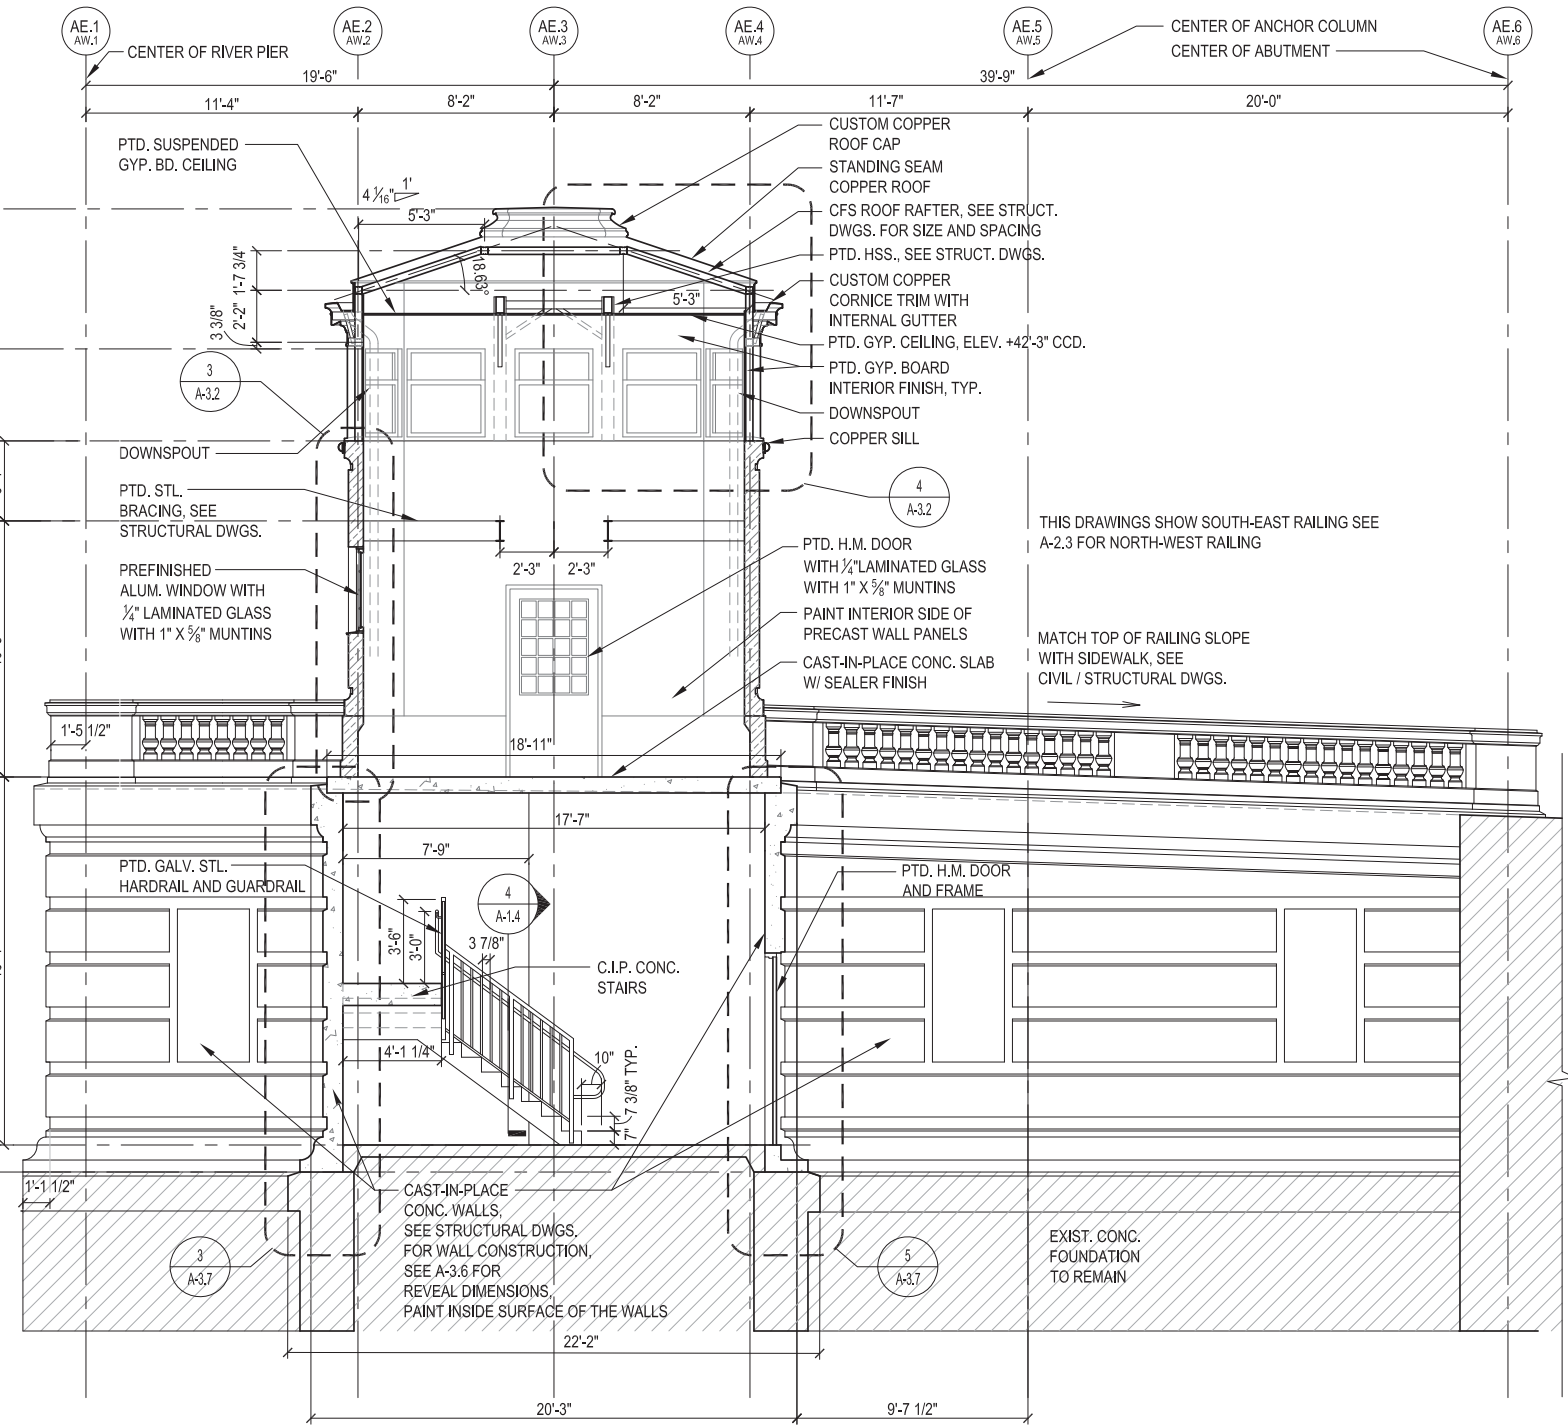 AE.1
AW.1
AE.2
AW.2
AE.3
AW.3
AE.4
AW.4
AE.5
AW.5
AE.6
AW.6
CENTER OF RIVER PIER
CENTER OF ANCHOR COLUMN
CENTER OF ABUTMENT
19'-6"
39'-9"
11'-4"
8'-2"
8'-2"
11'-7"
20'-0"
PTD. SUSPENDED
GYP. BD. CEILING
4 1/16"
1'
5'-3"
18.63°
1'-7 3/4"
2'-2"
3 3/8"
5'-3"
CUSTOM COPPER
ROOF CAP
STANDING SEAM
COPPER ROOF
CFS ROOF RAFTER, SEE STRUCT.
DWGS. FOR SIZE AND SPACING
PTD. HSS., SEE STRUCT. DWGS.
CUSTOM COPPER
CORNICE TRIM WITH
INTERNAL GUTTER
PTD. GYP. CEILING, ELEV. +42'-3" CCD.
PTD. GYP. BOARD
INTERIOR FINISH, TYP.
DOWNSPOUT
COPPER SILL
3
A-3.2
4
A-3.2
DOWNSPOUT
PTD. STL.
BRACING, SEE
STRUCTURAL DWGS.
PREFINISHED
ALUM. WINDOW WITH
1/4" LAMINATED GLASS
WITH 1" X 5/8" MUNTINS
2'-3"
2'-3"
PTD. H.M. DOOR
WITH 1/4"LAMINATED GLASS
WITH 1" X 5/8" MUNTINS
PAINT INTERIOR SIDE OF
PRECAST WALL PANELS
CAST-IN-PLACE CONC. SLAB
W/ SEALER FINISH
THIS DRAWINGS SHOW SOUTH-EAST RAILING SEE
A-2.3 FOR NORTH-WEST RAILING
MATCH TOP OF RAILING SLOPE
WITH SIDEWALK, SEE
CIVIL / STRUCTURAL DWGS.
1'-5 1/2"
18'-11"
17'-7"
7'-9"
PTD. GALV. STL.
HARDRAIL AND GUARDRAIL
4
A-1.4
PTD. H.M. DOOR
AND FRAME
3'-6"
3'-0"
3 7/8"
C.I.P. CONC.
STAIRS
4'-1 1/4"
10"
7 3/8" TYP.
7"
1'-1 1/2"
CAST-IN-PLACE
CONC. WALLS,
SEE STRUCTURAL DWGS.
FOR WALL CONSTRUCTION,
SEE A-3.6 FOR
REVEAL DIMENSIONS,
PAINT INSIDE SURFACE OF THE WALLS
3
A-3.7
5
A-3.7
EXIST. CONC.
FOUNDATION
TO REMAIN
22'-2"
20'-3"
9'-7 1/2"